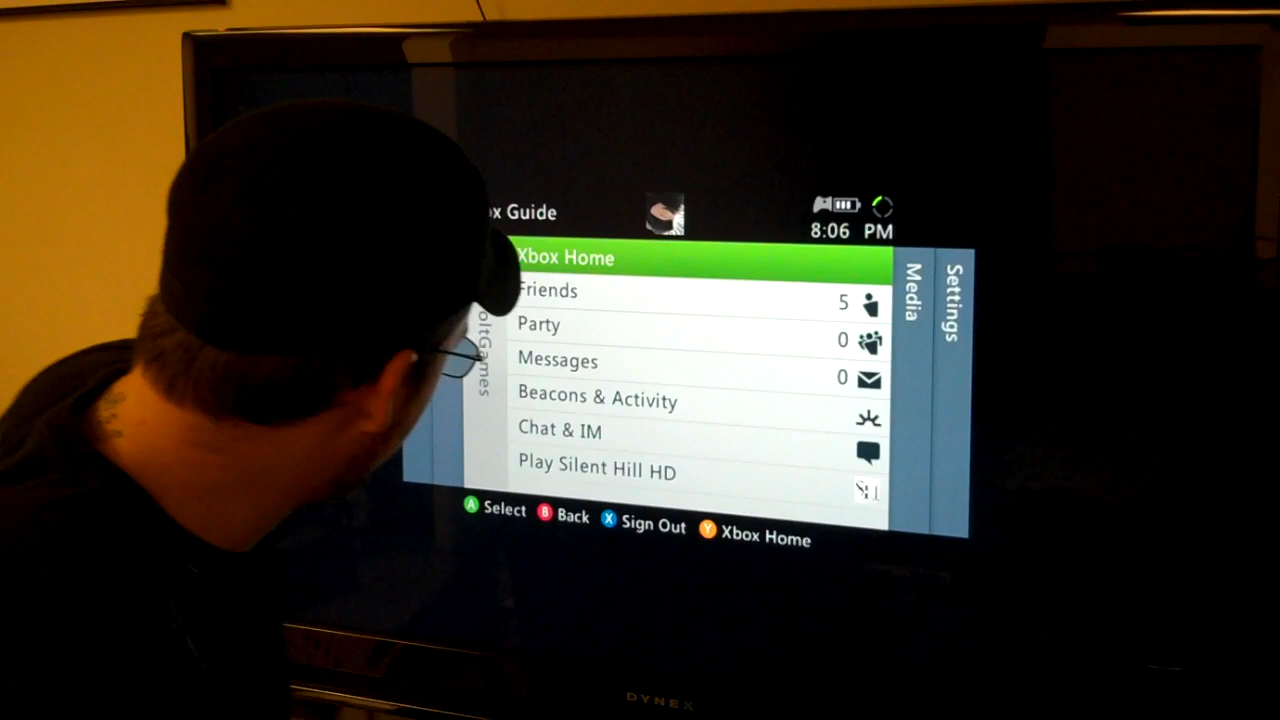 Guide
8:06 PM
Xbox Home
Friends 5
Party 0
Messages 0
Beacons & Activity
Chat & IM
Play Silent Hill HD
SH
Media
Settings
A Select B Back X Sign Out Y Xbox Home
DYNEX